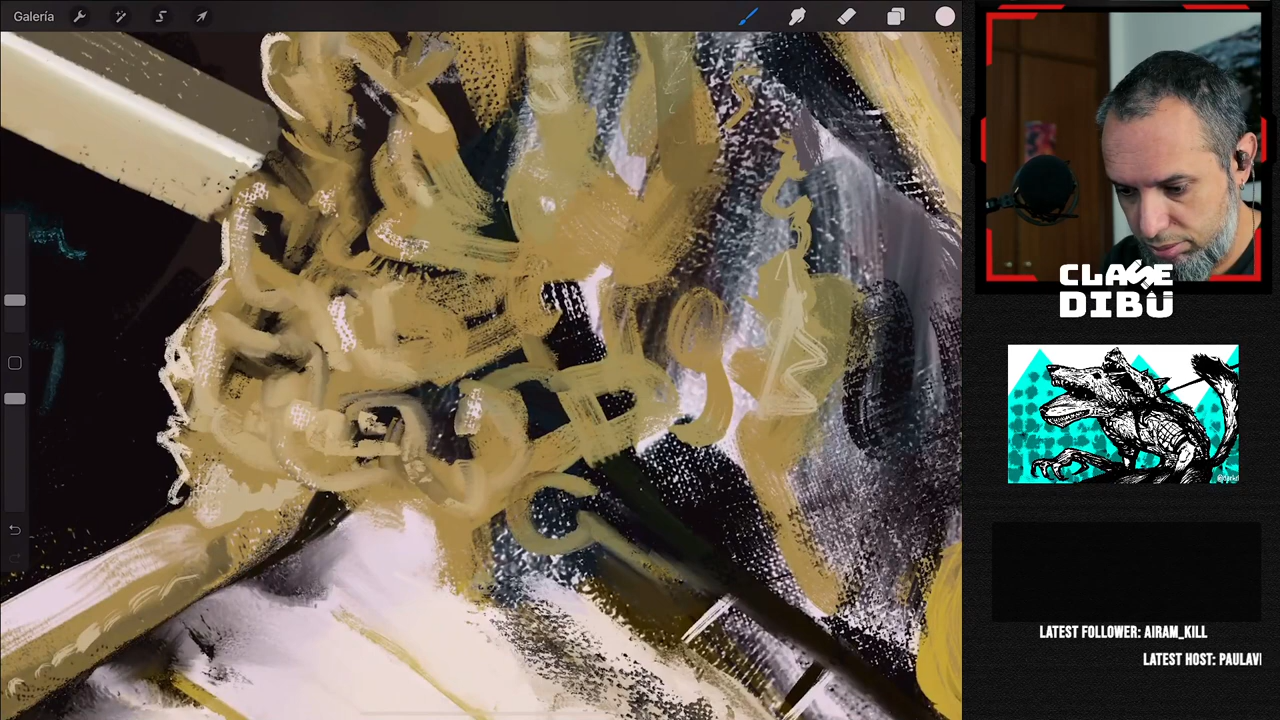 Galería
CLASE
DIBU
LATEST FOLLOWER: AIRAM_KILL
LATEST HOST: PAULAVI